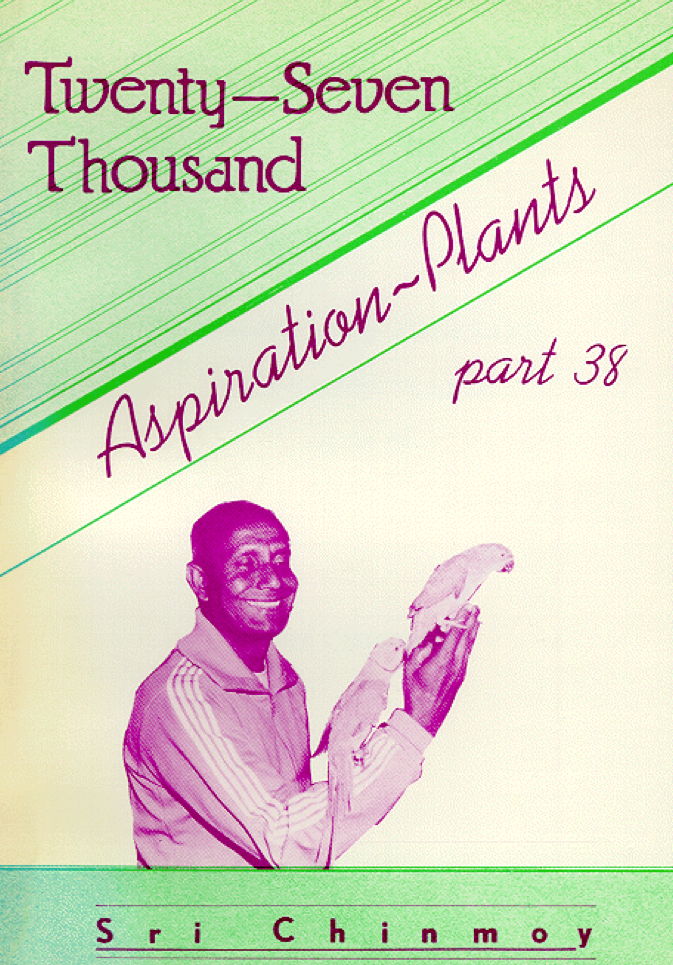 Twenty—Seven
Thousand
Aspiration~Plants
part 38
Sri Chinmoy